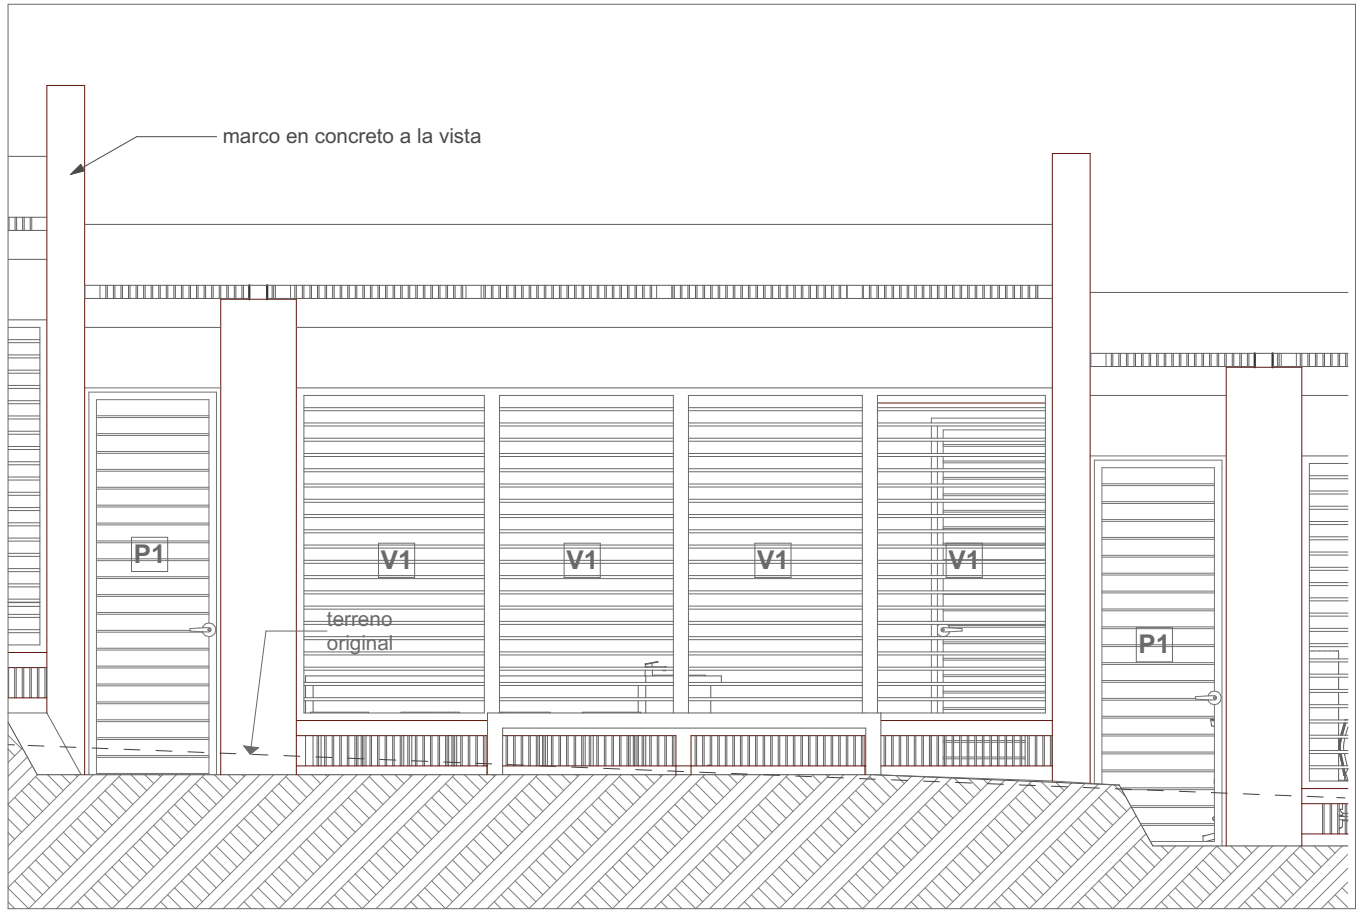 marco en concreto a la vista
P1
V1
V1
V1
V1
terreno
original
P1